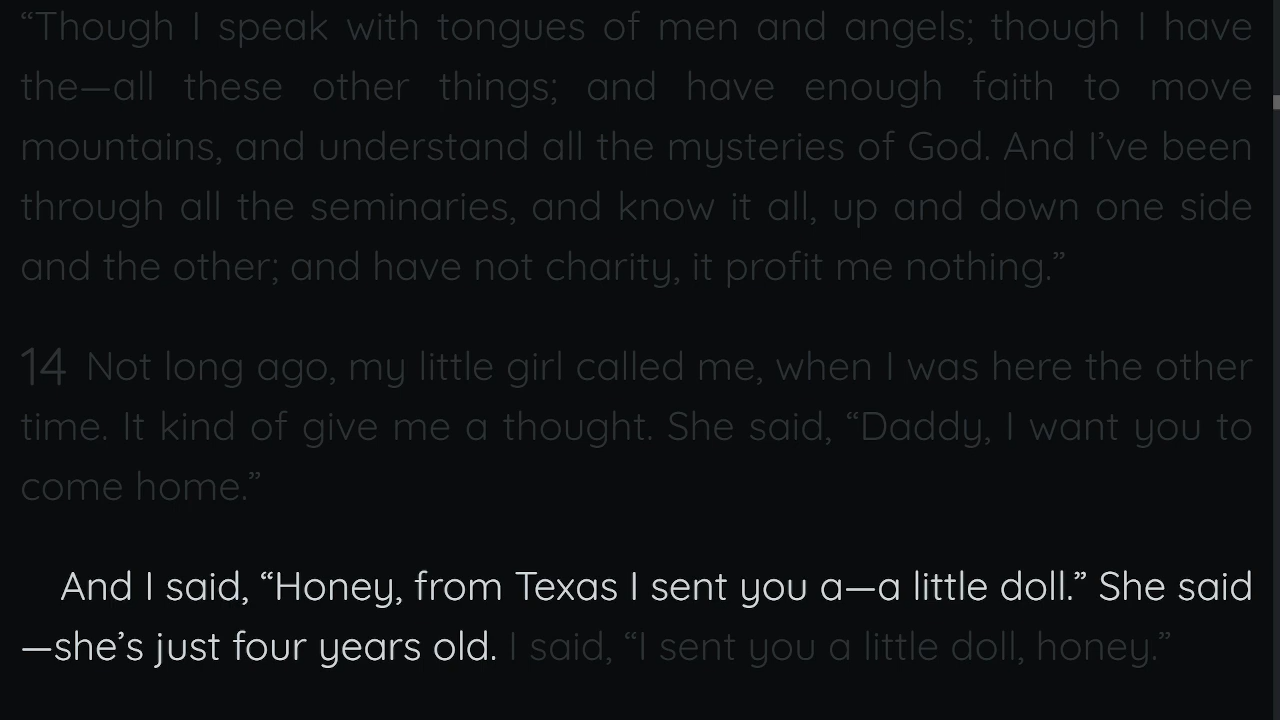 “Though I speak with tongues of men and angels; though I have
the—all these other things; and have enough faith to move
mountains, and understand all the mysteries of God. And I’ve been
through all the seminaries, and know it all, up and down one side
and the other; and have not charity, it profit me nothing.”
14 Not long ago, my little girl called me, when I was here the other
time. It kind of give me a thought. She said, “Daddy, I want you to
come home.”
And I said, “Honey, from Texas I sent you a—a little doll.” She said
—she’s just four years old. I said, “I sent you a little doll, honey.”